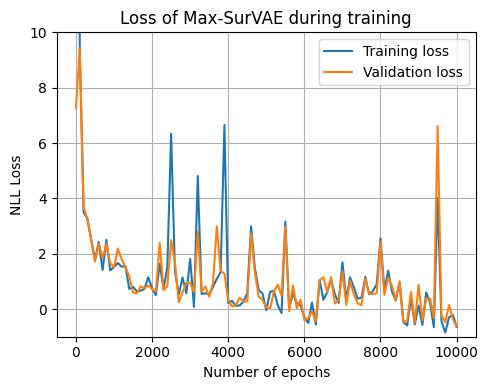 Loss of Max-SurVAE during training
Training loss
Validation loss
10
8
6
4
2
0
NLL Loss
0 2000 4000 6000 8000 10000
Number of epochs